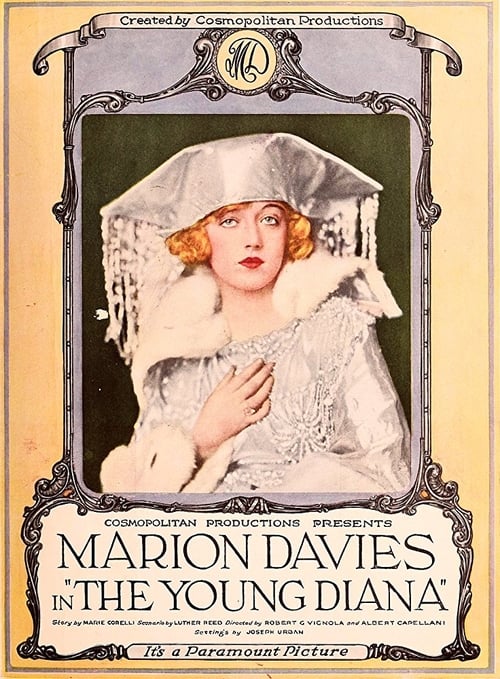 Created by Cosmopolitan Productions
MD
COSMOPOLITAN PRODUCTIONS PRESENTS
MARION DAVIES
IN "THE YOUNG DIANA"
Story by MARIE CORELLI Scenario by LUTHER REED Directed by ROBERT G VIGNOLA and ALBERT CAPELLANI
Settings by JOSEPH URBAN
It's a Paramount Picture